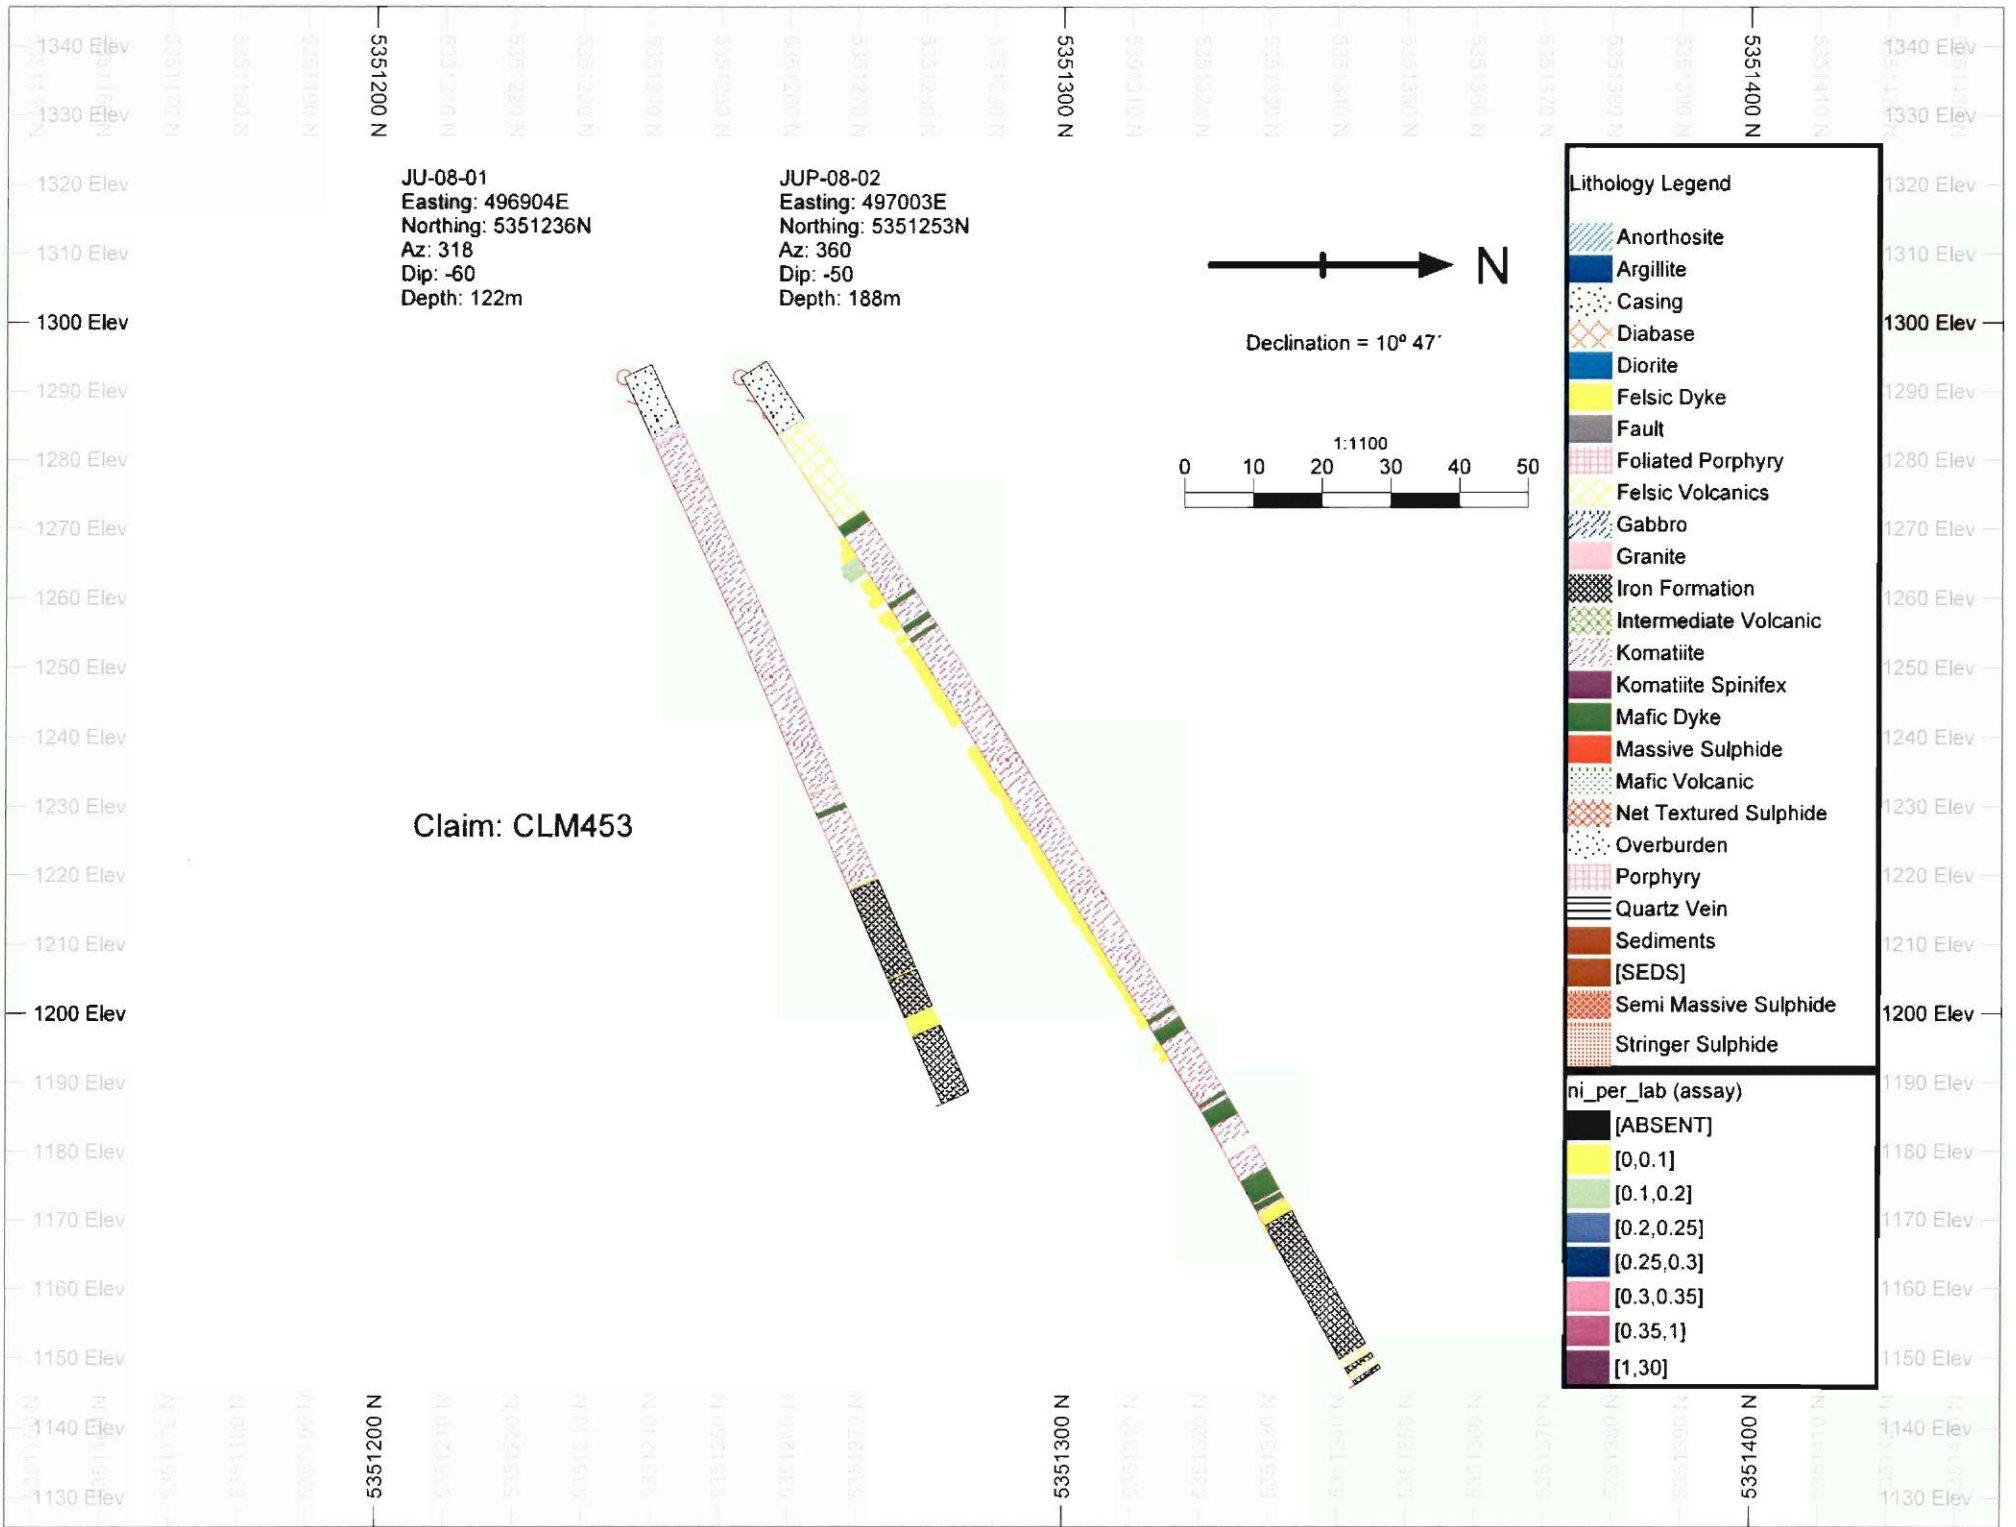 5351200 N
5351300 N
5351400 N
1340 Elev
1330 Elev
1320 Elev
1310 Elev
1300 Elev
1290 Elev
1280 Elev
1270 Elev
1260 Elev
1250 Elev
1240 Elev
1230 Elev
1220 Elev
1210 Elev
1200 Elev
1190 Elev
1180 Elev
1170 Elev
1160 Elev
1150 Elev
1140 Elev
1130 Elev
JU-08-01
Easting: 496904E
Northing: 5351236N
Az: 318
Dip: -60
Depth: 122m
JUP-08-02
Easting: 497003E
Northing: 5351253N
Az: 360
Dip: -50
Depth: 188m
N
Declination = 10º 47´
1:1100
0 10 20 30 40 50
Claim: CLM453
Lithology Legend
Anorthosite
Argillite
Casing
Diabase
Diorite
Felsic Dyke
Fault
Foliated Porphyry
Felsic Volcanics
Gabbro
Granite
Iron Formation
Intermediate Volcanic
Komatiite
Komatiite Spinifex
Mafic Dyke
Massive Sulphide
Mafic Volcanic
Net Textured Sulphide
Overburden
Porphyry
Quartz Vein
Sediments
[SEDS]
Semi Massive Sulphide
Stringer Sulphide
ni_per_lab (assay)
[ABSENT]
[0,0.1]
[0.1,0.2]
[0.2,0.25]
[0.25,0.3]
[0.3,0.35]
[0.35,1]
[1,30]
1340 Elev
1330 Elev
1320 Elev
1310 Elev
1300 Elev
1290 Elev
1280 Elev
1270 Elev
1260 Elev
1250 Elev
1240 Elev
1230 Elev
1220 Elev
1210 Elev
1200 Elev
1190 Elev
1180 Elev
1170 Elev
1160 Elev
1150 Elev
1140 Elev
1130 Elev
5351200 N
5351300 N
5351400 N